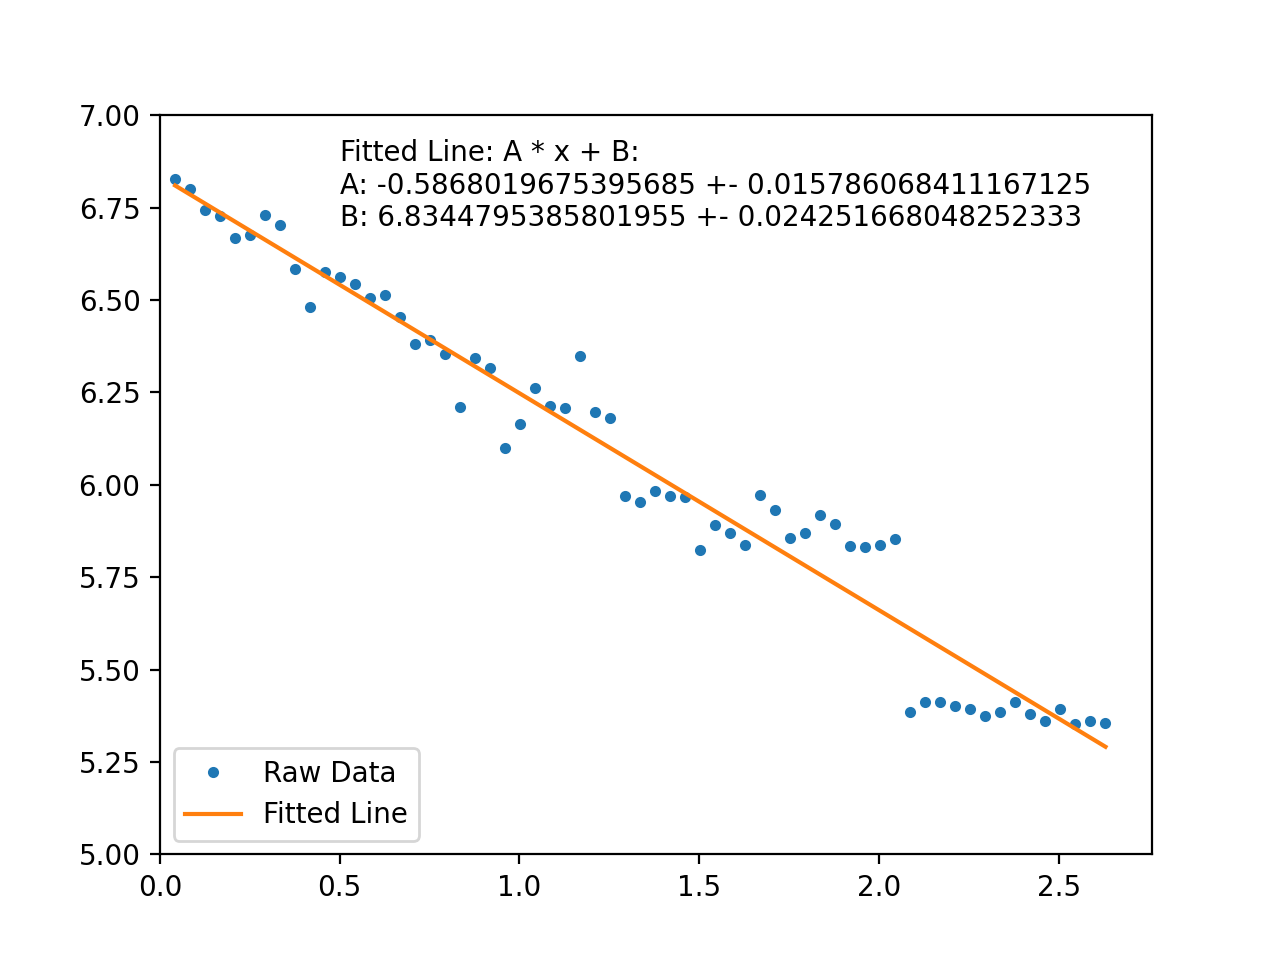 7.00
6.75
6.50
6.25
6.00
5.75
5.50
5.25
5.00
Fitted Line: A * x + B:
A: -0.5868019675395685 +- 0.015786068411167125
B: 6.8344795385801955 +- 0.024251668048252333
Raw Data
Fitted Line
0.0 0.5 1.0 1.5 2.0 2.5